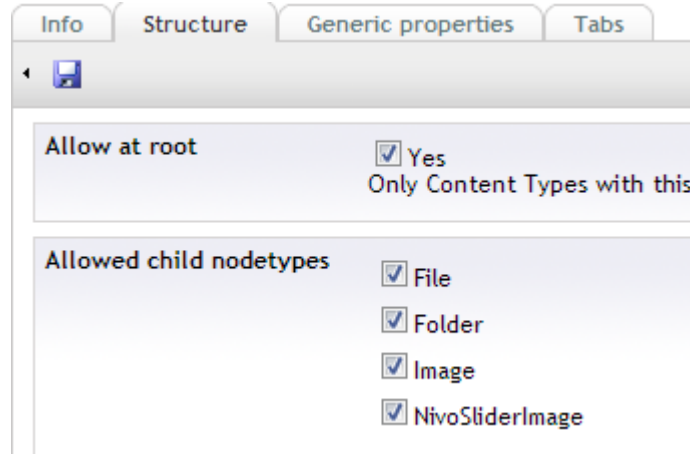 Info Structure Generic properties Tabs
Allow at root
Yes
Only Content Types with this
Allowed child nodetypes
File
Folder
Image
NivoSliderImage